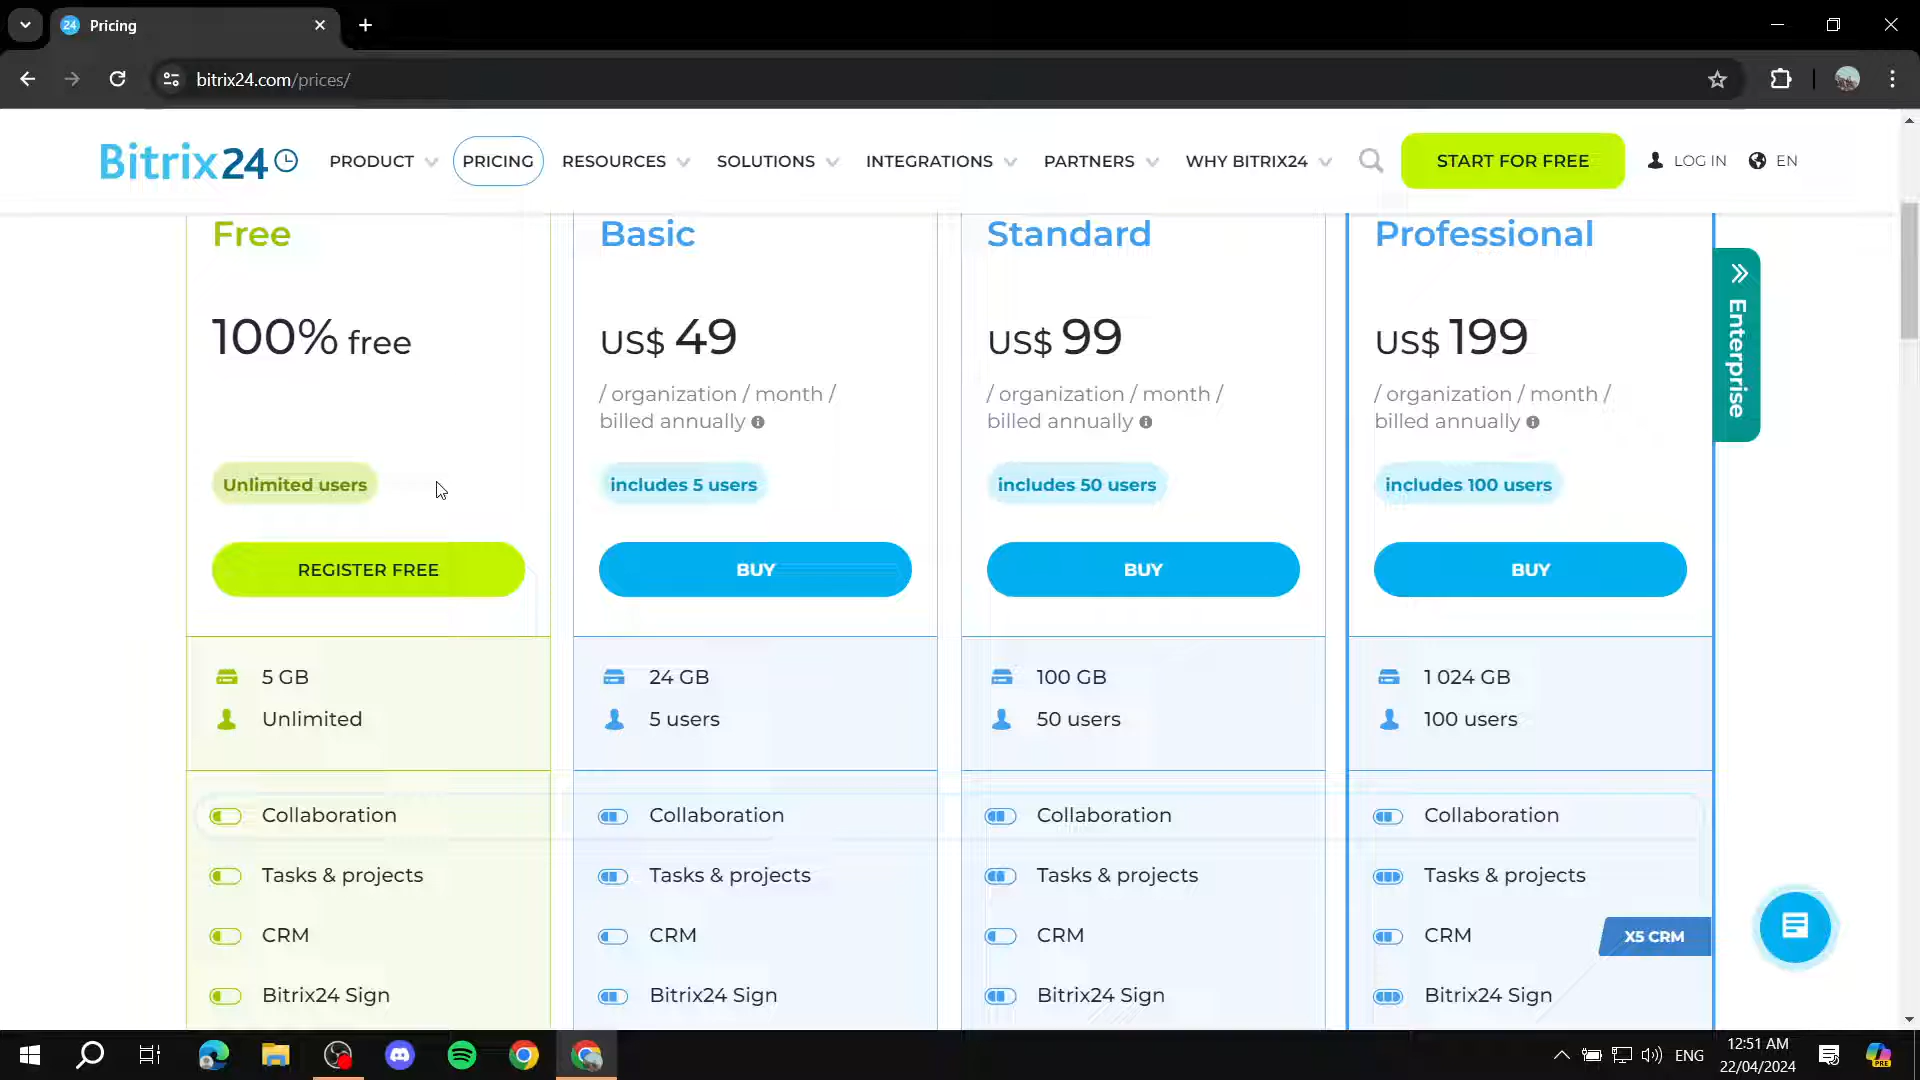 24 Pricing
bitrix24.com/prices/
Bitrix24 PRODUCT PRICING RESOURCES SOLUTIONS INTEGRATIONS PARTNERS WHY BITRIX24 START FOR FREE LOG IN EN
Free Basic Standard Professional
100% free US$ 49 US$ 99 US$ 199
/ organization / month / / organization / month / / organization / month /
billed annually billed annually billed annually
Enterprise
Unlimited users includes 5 users includes 50 users includes 100 users
REGISTER FREE BUY BUY BUY
5 GB 24 GB 100 GB 1 024 GB
Unlimited 5 users 50 users 100 users
Collaboration Collaboration Collaboration Collaboration
Tasks & projects Tasks & projects Tasks & projects Tasks & projects
CRM CRM CRM CRM X5 CRM
Bitrix24 Sign Bitrix24 Sign Bitrix24 Sign Bitrix24 Sign
ENG 12:51 AM
22/04/2024
PRE